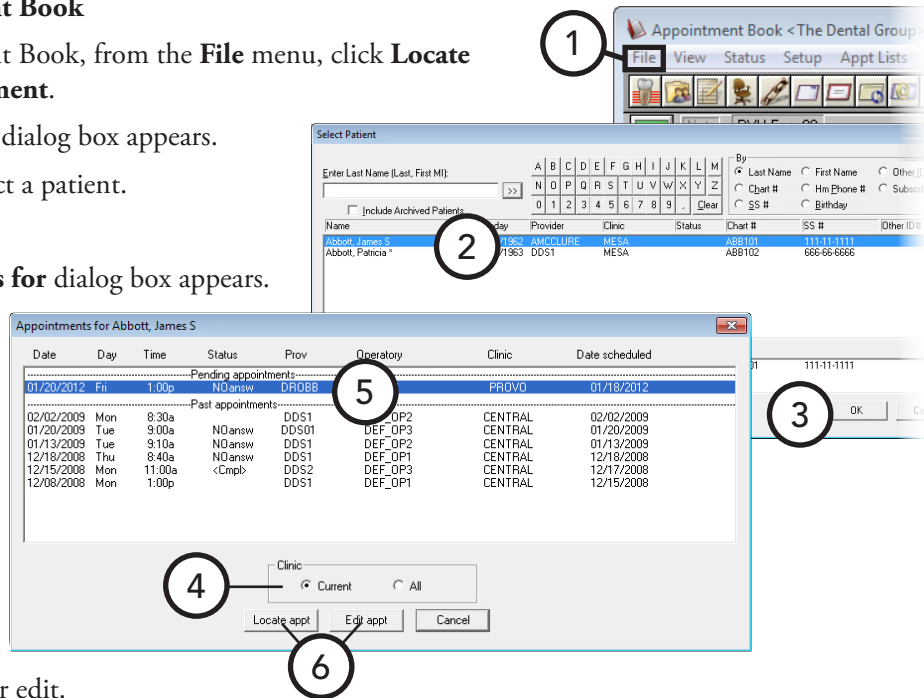 nt Book
nt Book, from the File menu, click Locate
ment.
dialog box appears.
ct a patient.
s for dialog box appears.
r edit.
1
Appointment Book <The Dental Group>
File View Status Setup Appt Lists
Select Patient
Enter Last Name (Last, First MI):
>>
Include Archived Patients
A B C D E F G H I J K L M
N O P Q R S T U V W X Y Z
0 1 2 3 4 5 6 7 8 9 . Clear
By
Last Name First Name Other ID
Chart # Hm Phone # Subscri
SS # Birthday
Name day Provider Clinic Status Chart # SS # Other ID#
Abbott, James S /1962 AMCCLURE MESA ABB101 111-11-1111
Abbott, Patricia * /1963 DDS1 MESA ABB102 666-66-6666
2
01 111-11-1111
3
OK Ca
Appointments for Abbott, James S
Date Day Time Status Prov Operatory Clinic Date scheduled
Pending appointments
01/20/2012 Fri 1:00p NOansw DROBB PROVO 01/18/2012
Past appointments
02/02/2009 Mon 8:30a DDS1 DEF_OP2 CENTRAL 02/02/2009
01/20/2009 Tue 9:00a NOansw DDS01 DEF_OP3 CENTRAL 01/20/2009
01/13/2009 Tue 9:10a NOansw DDS1 DEF_OP2 CENTRAL 01/13/2009
12/18/2008 Thu 8:40a NOansw DDS1 DEF_OP1 CENTRAL 12/18/2008
12/15/2008 Mon 11:00a <Cmpl> DDS2 DEF_OP3 CENTRAL 12/17/2008
12/08/2008 Mon 1:00p DDS1 DEF_OP1 CENTRAL 12/15/2008
5
4
Clinic
Current All
Locate appt Edit appt Cancel
6